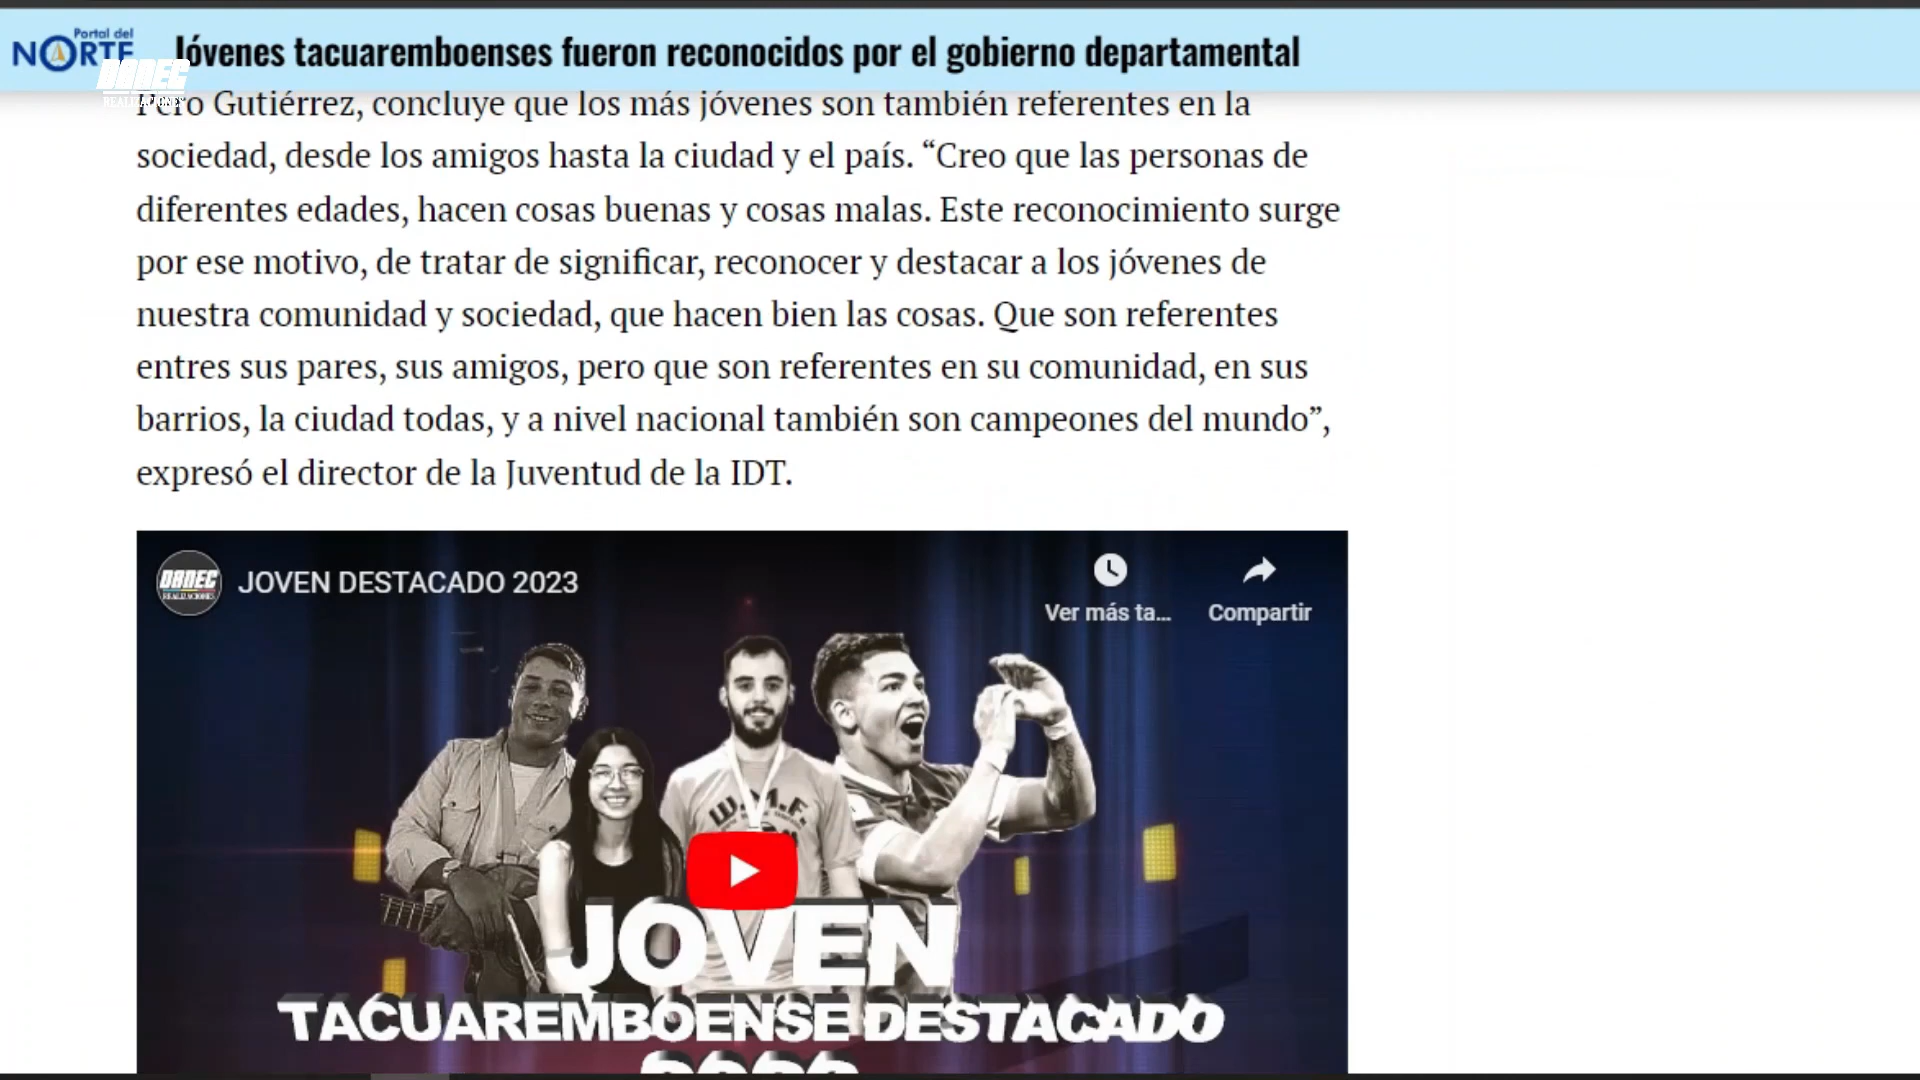 Portal del
NORTE
Jóvenes tacuaremboenses fueron reconocidos por el gobierno departamental
DANEC
REALIZACIONES
Pero Gutiérrez, concluye que los más jóvenes son también referentes en la
sociedad, desde los amigos hasta la ciudad y el país. “Creo que las personas de
diferentes edades, hacen cosas buenas y cosas malas. Este reconocimiento surge
por ese motivo, de tratar de significar, reconocer y destacar a los jóvenes de
nuestra comunidad y sociedad, que hacen bien las cosas. Que son referentes
entres sus pares, sus amigos, pero que son referentes en su comunidad, en sus
barrios, la ciudad todas, y a nivel nacional también son campeones del mundo”,
expresó el director de la Juventud de la IDT.
DANEC
REALIZACIONES
JOVEN DESTACADO 2023
Ver más ta...
Compartir
W.M.F.
JOVEN
TACUAREMBOENSE DESTACADO